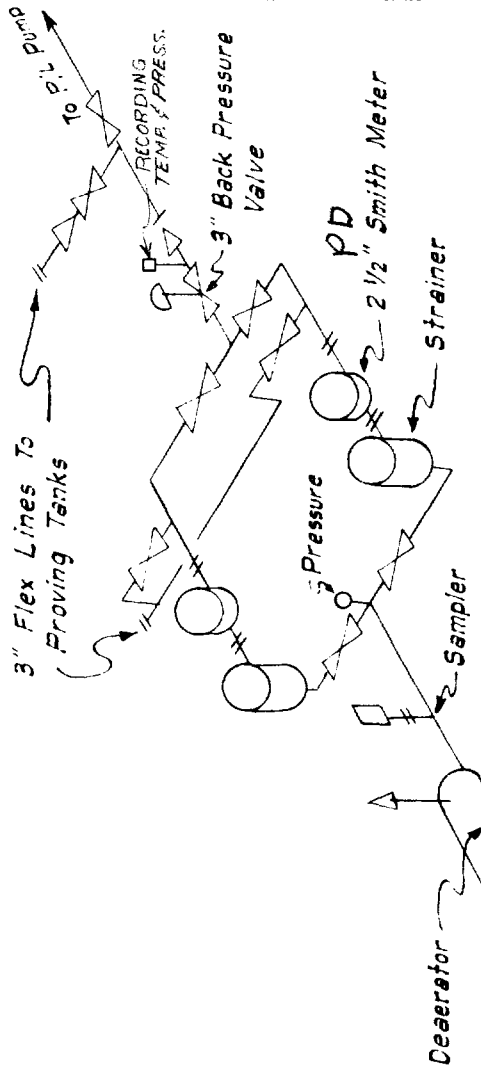 To P/L Pump
RECORDING
TEMP. & PRESS.
3" Back Pressure
Valve
3" Flex Lines To
Proving Tanks
PD
2 1/2" Smith Meter
Strainer
Pressure
Sampler
Deaerator